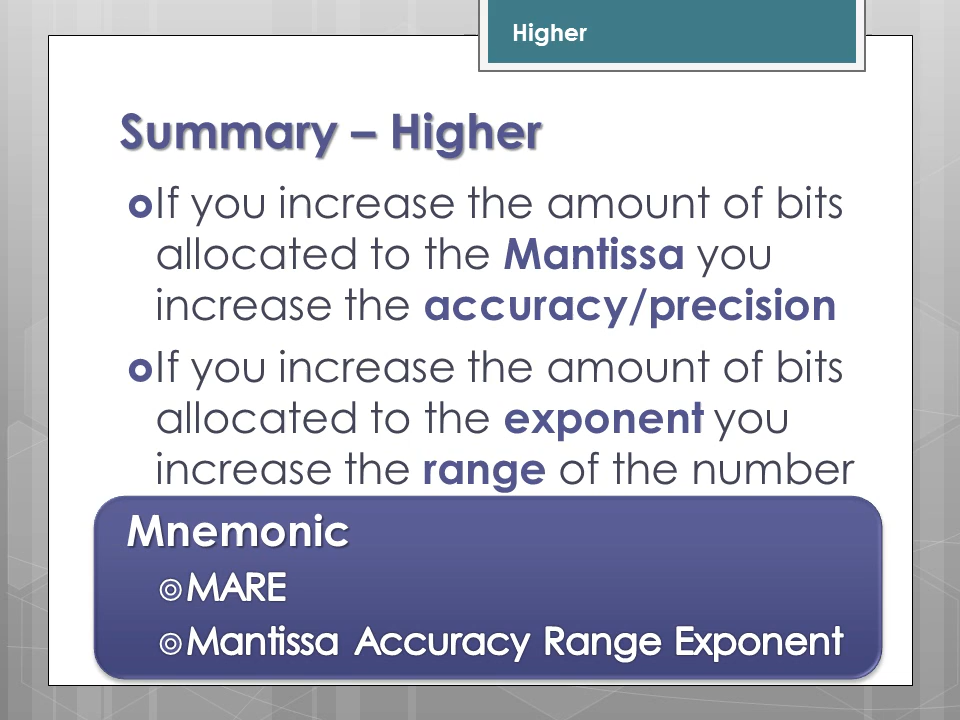 Higher
Summary – Higher
If you increase the amount of bits
allocated to the Mantissa you
increase the accuracy/precision
If you increase the amount of bits
allocated to the exponent you
increase the range of the number
Mnemonic
MARE
Mantissa Accuracy Range Exponent